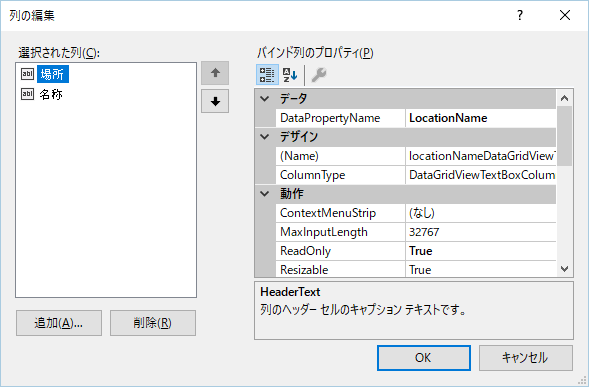 列の編集
選択された列(C):
バインド列のプロパティ(P)
abl 場所
abl 名称
データ
DataPropertyName LocationName
デザイン
(Name) locationNameDataGridViewT
ColumnType DataGridViewTextBoxColum
動作
ContextMenuStrip (なし)
MaxInputLength 32767
ReadOnly True
Resizable True
HeaderText
列のヘッダー セルのキャプション テキストです。
追加(A)... 削除(R)
OK キャンセル